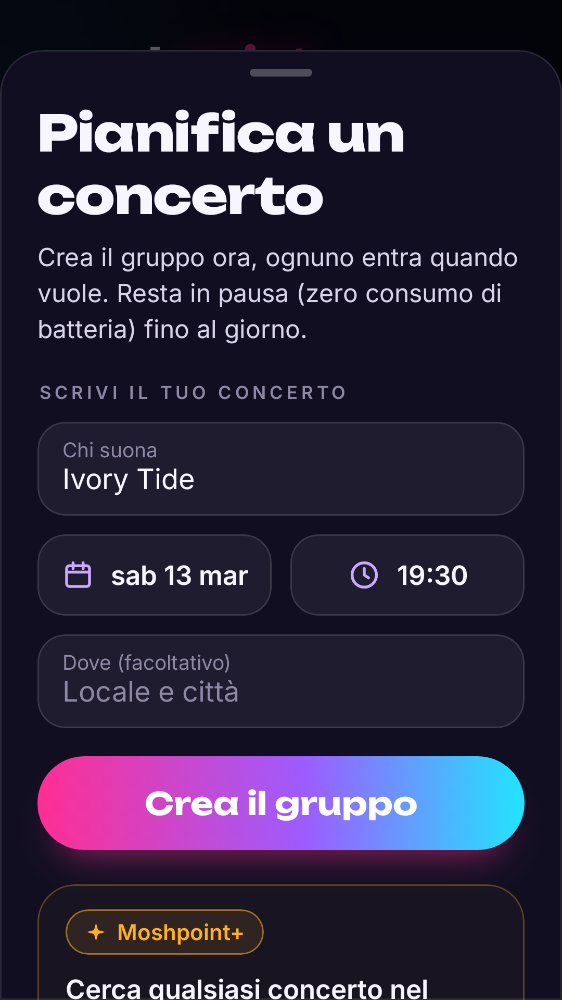 Pianifica un
concerto
Crea il gruppo ora, ognuno entra quando
vuole. Resta in pausa (zero consumo di
batteria) fino al giorno.
SCRIVI IL TUO CONCERTO
Chi suona
Ivory Tide
sab 13 mar
19:30
Dove (facoltativo)
Locale e città
Crea il gruppo
Moshpoint+
Cerca qualsiasi concerto nel